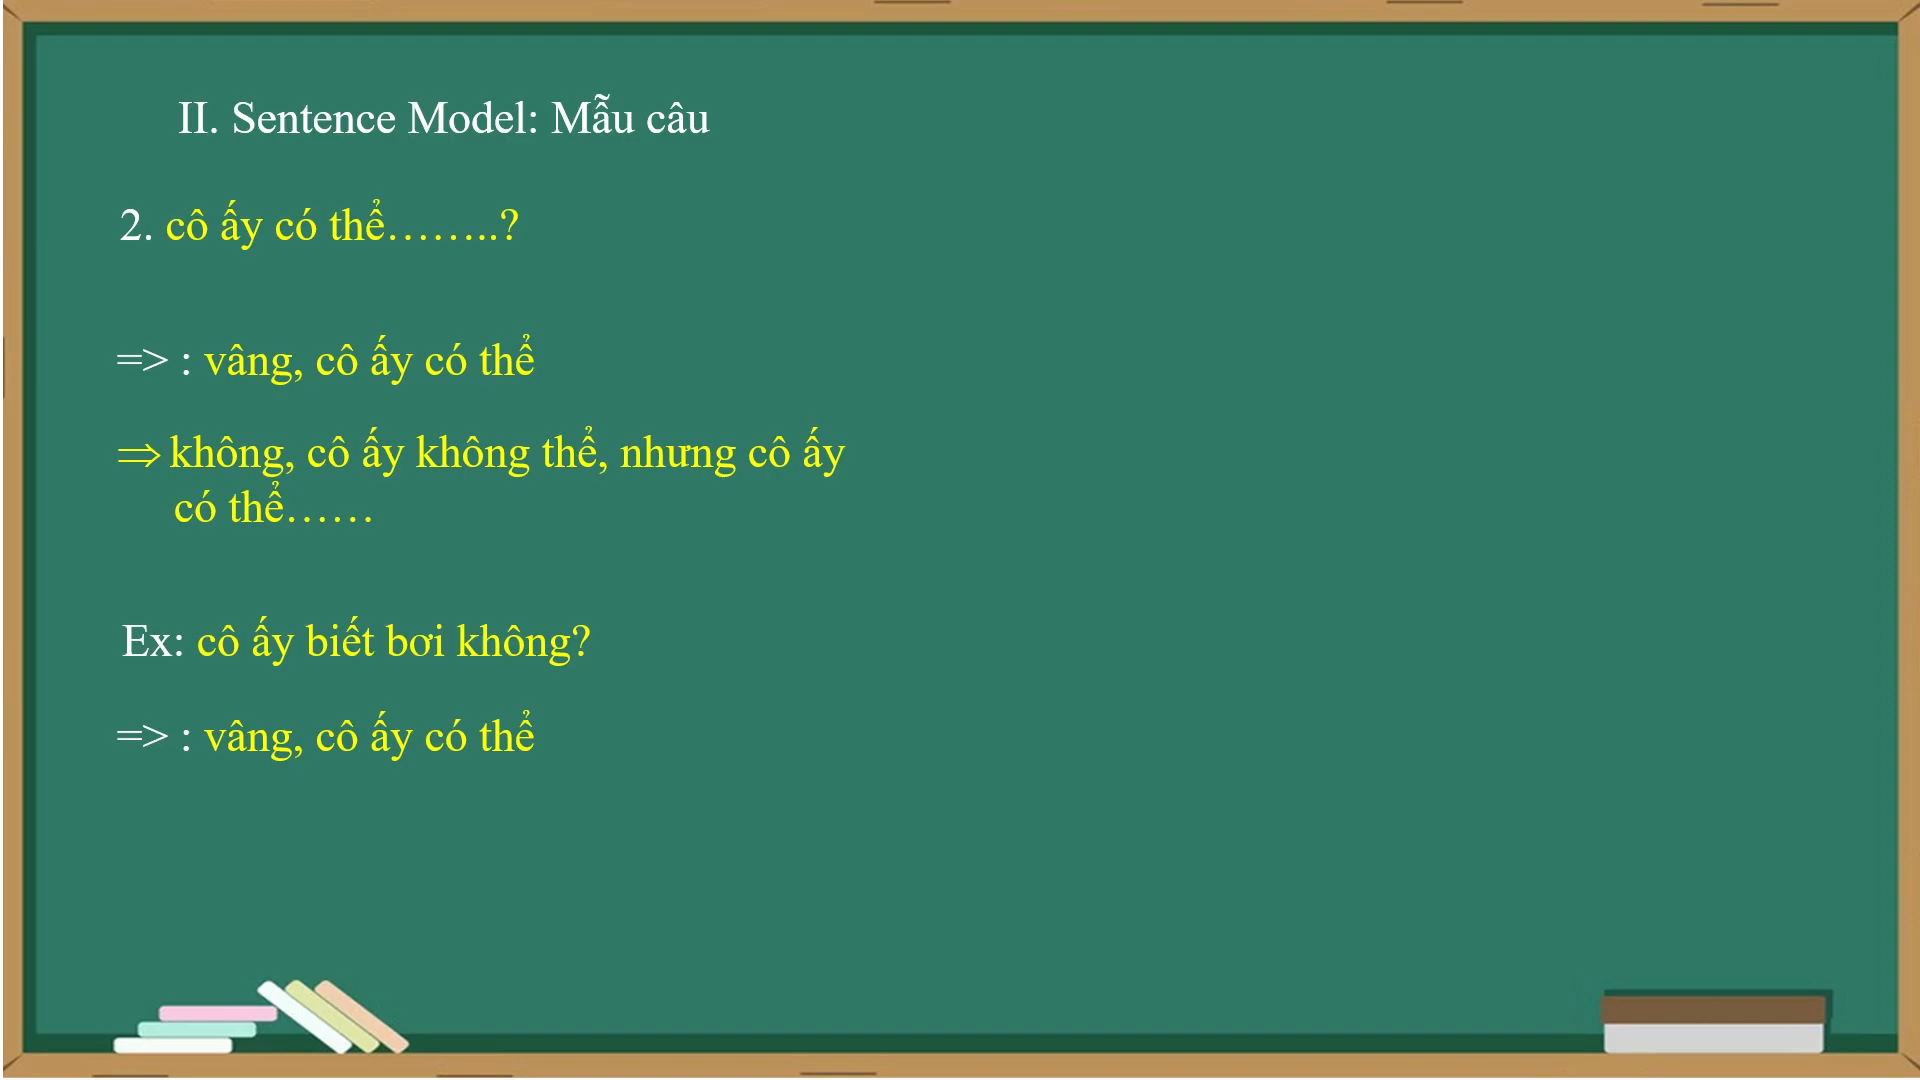 II. Sentence Model: Mẫu câu
2. cô ấy có thể……..?
=> : vâng, cô ấy có thể
⇒ không, cô ấy không thể, nhưng cô ấy
có thể……
Ex: cô ấy biết bơi không?
=> : vâng, cô ấy có thể